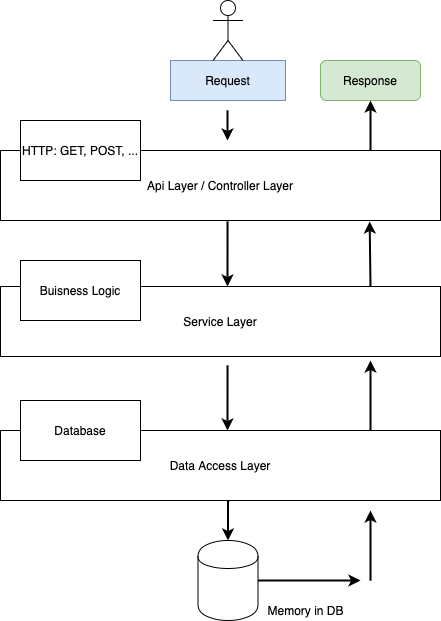 Request
Response
HTTP: GET, POST, ...
Api Layer / Controller Layer
Buisness Logic
Service Layer
Database
Data Access Layer
Memory in DB